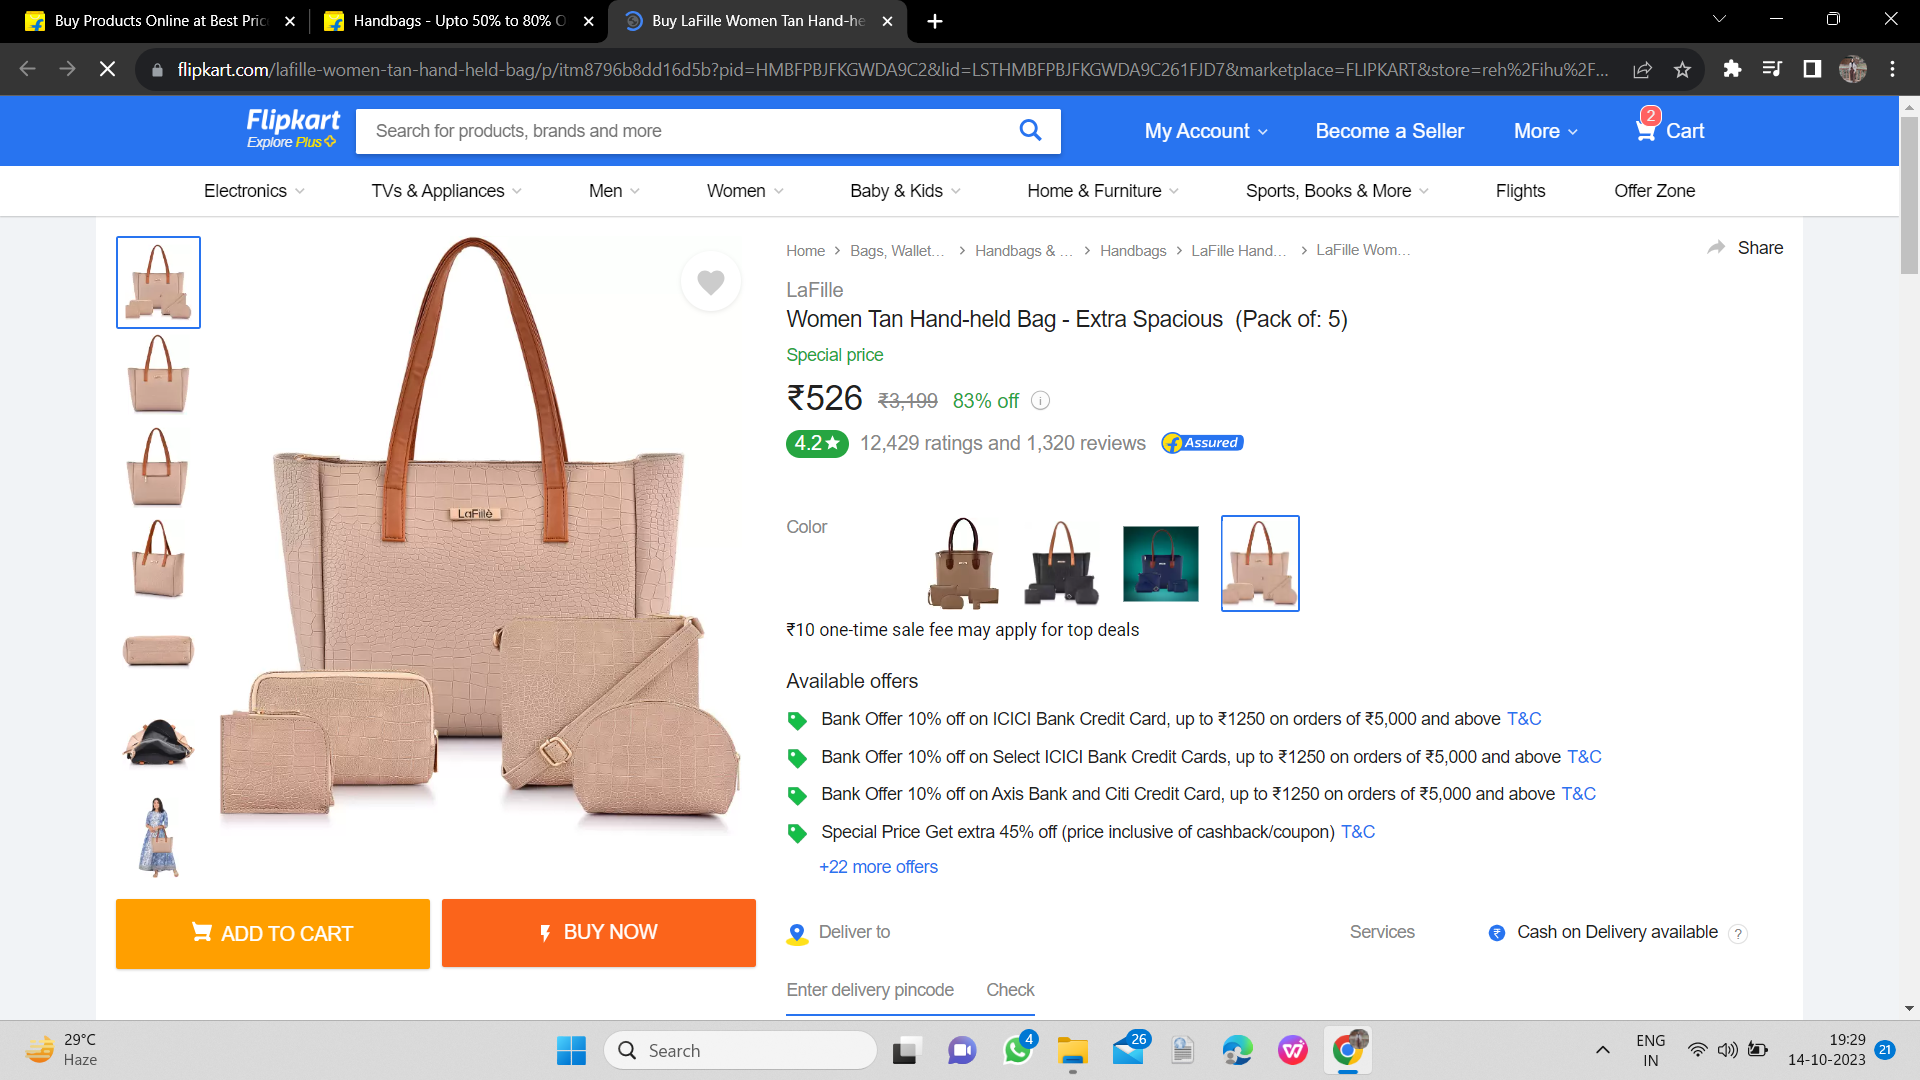 Buy Products Online at Best Pric
Handbags - Upto 50% to 80% O
Buy LaFille Women Tan Hand-he
flipkart.com/lafille-women-tan-hand-held-bag/p/itm8796b8dd16d5b?pid=HMBFPBJFKGWDA9C2&lid=LSTHMBFPBJFKGWDA9C261FJD7&marketplace=FLIPKART&store=reh%2Fihu%2F...
Flipkart
Explore Plus
Search for products, brands and more
My Account
Become a Seller
More
2
Cart
Electronics
TVs & Appliances
Men
Women
Baby & Kids
Home & Furniture
Sports, Books & More
Flights
Offer Zone
Home
Bags, Wallet...
Handbags & ...
Handbags
LaFille Hand...
LaFille Wom...
Share
LaFille
Women Tan Hand-held Bag - Extra Spacious (Pack of: 5)
Special price
₹526 ₹3,199 83% off
4.2 12,429 ratings and 1,320 reviews Assured
LaFillè
Color
₹10 one-time sale fee may apply for top deals
Available offers
Bank Offer 10% off on ICICI Bank Credit Card, up to ₹1250 on orders of ₹5,000 and above T&C
Bank Offer 10% off on Select ICICI Bank Credit Cards, up to ₹1250 on orders of ₹5,000 and above T&C
Bank Offer 10% off on Axis Bank and Citi Credit Card, up to ₹1250 on orders of ₹5,000 and above T&C
Special Price Get extra 45% off (price inclusive of cashback/coupon) T&C
+22 more offers
ADD TO CART
BUY NOW
Deliver to
Services
Cash on Delivery available ?
Enter delivery pincode
Check
29°C
Haze
Search
4
26
ENG
IN
19:29
14-10-2023
21